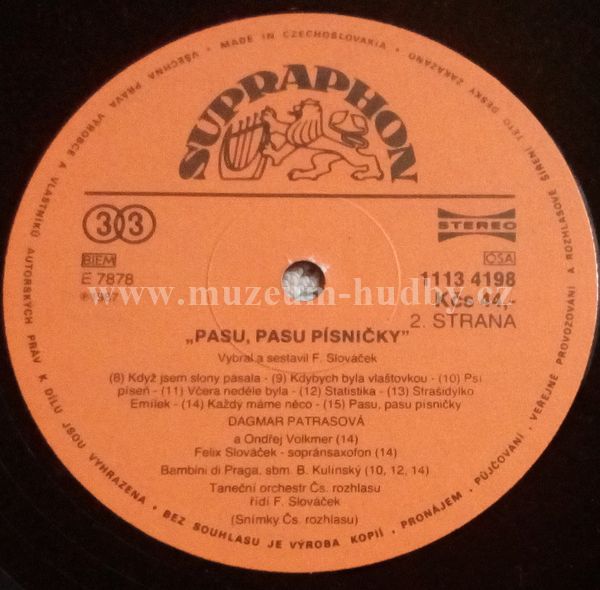 VŠECHNA PRÁVA VÝROBCE A VLASTNÍKŮ AUTORSKÝCH PRÁV K DÍLU JSOU VYHRAZENA • BEZ SOUHLASU JE VÝROBA KOPIÍ, PRONÁJEM, PŮJČOVÁNÍ, VEŘEJNÉ PROVOZOVÁNÍ A ROZHLASOVÉ ŠÍŘENÍ TÉTO DESKY ZAKÁZÁNO • MADE IN CZECHOSLOVAKIA •
SUPRAPHON
33
STEREO
BIEM
OSA
E 7878
1113 4198
Kčs 44,-
www.muzeum-hudby.cz
2. STRANA
„PASU, PASU PÍSNIČKY"
Vybral a sestavil F. Slováček
(8) Když jsem slony pásala - (9) Kdybych byla vlaštovkou - (10) Psí
píseň - (11) Včera neděle byla - (12) Statistika - (13) Strašidýlko
Emílek - (14) Každý máme něco - (15) Pasu, pasu písničky
DAGMAR PATRASOVÁ
a Ondřej Volkmer (14)
Felix Slováček - sopránsaxofon (14)
Bambini di Praga, sbm. B. Kulínský (10, 12, 14)
Taneční orchestr Čs. rozhlasu
řídí F. Slováček
(Snímky Čs. rozhlasu)